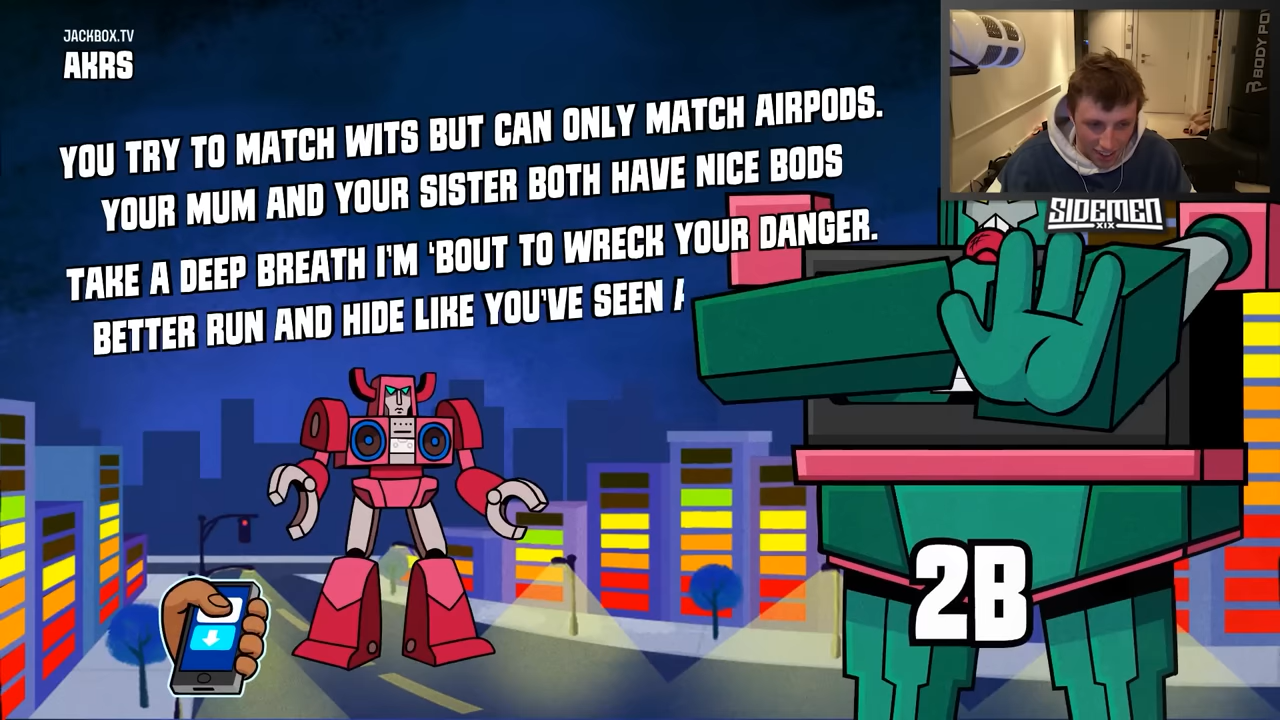 JACKBOX.TV
AKRS
YOU TRY TO MATCH WITS BUT CAN ONLY MATCH AIRPODS.
YOUR MUM AND YOUR SISTER BOTH HAVE NICE BODS
TAKE A DEEP BREATH I'M 'BOUT TO WRECK YOUR DANGER.
BETTER RUN AND HIDE LIKE YOU'VE SEEN
BODY PO
SIDEMEN
XIX
2B